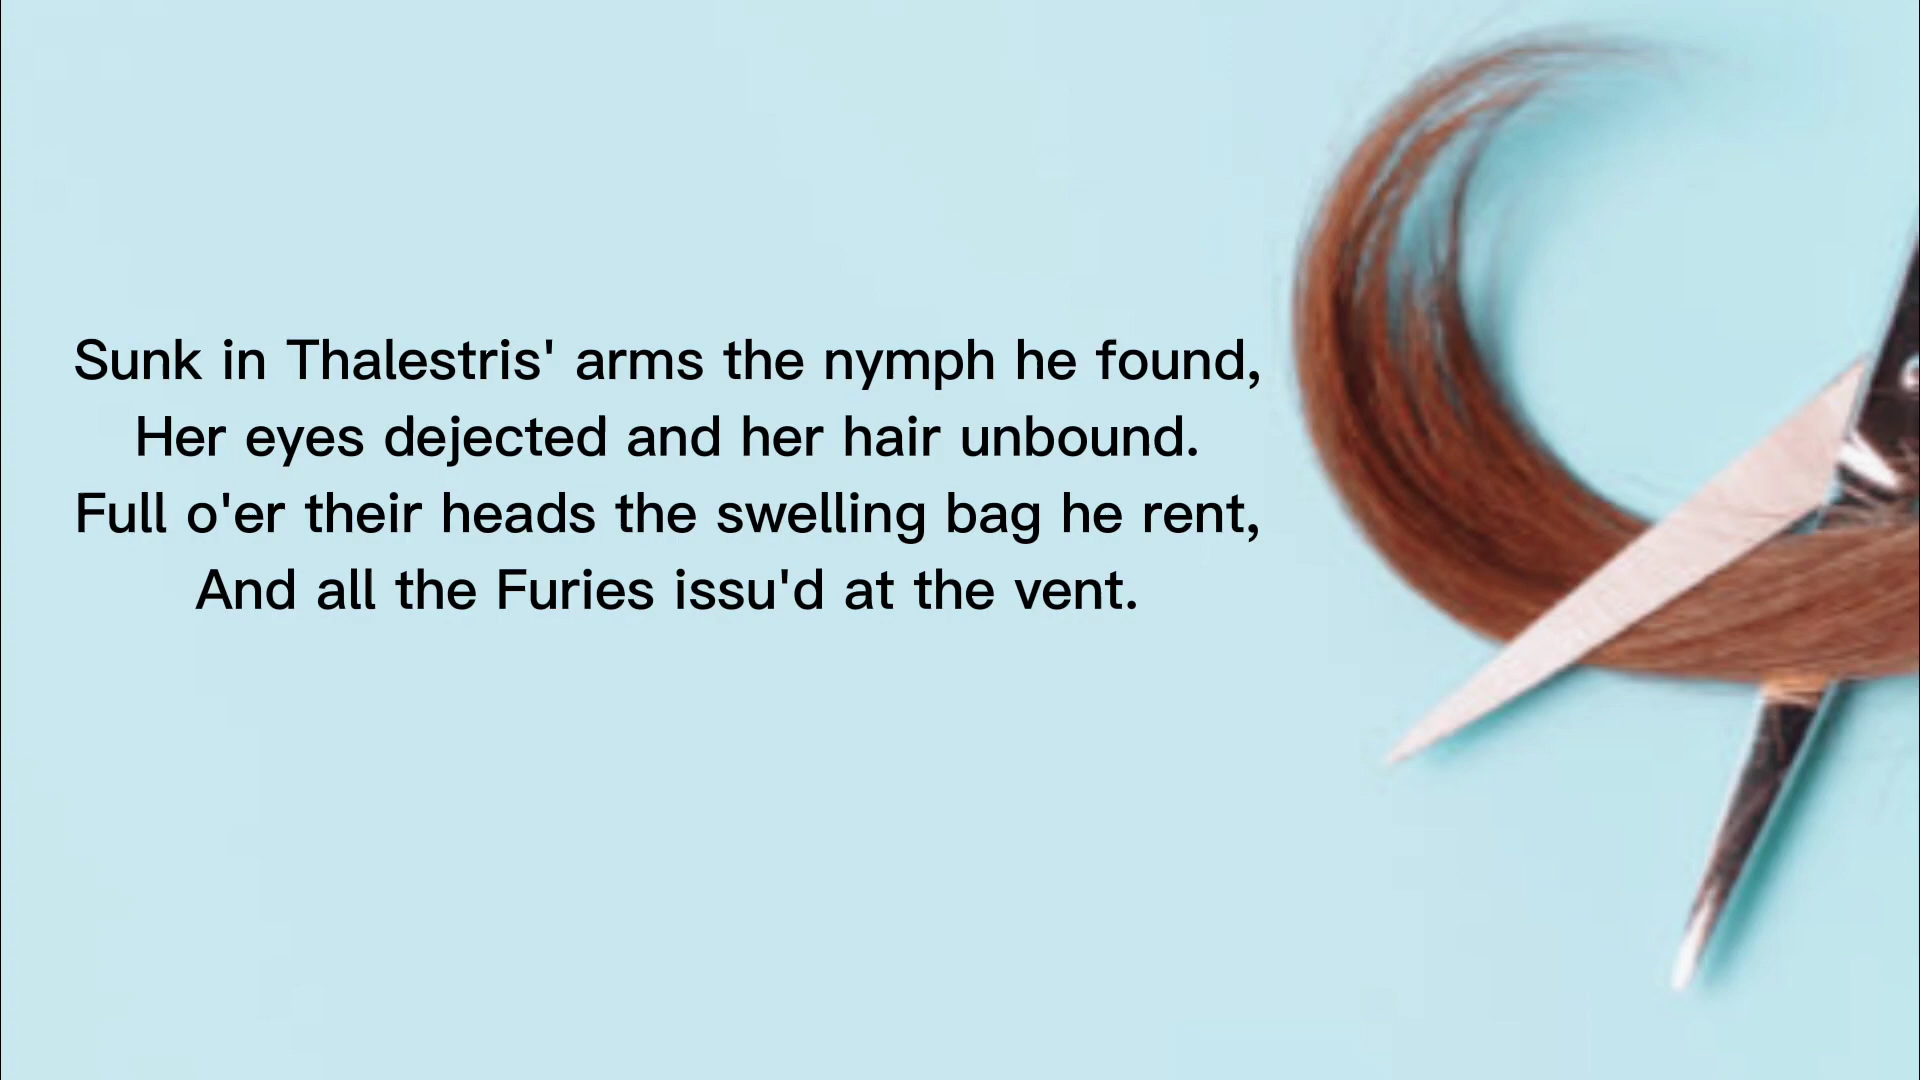 Sunk in Thalestris' arms the nymph he found,
Her eyes dejected and her hair unbound.
Full o'er their heads the swelling bag he rent,
And all the Furies issu'd at the vent.